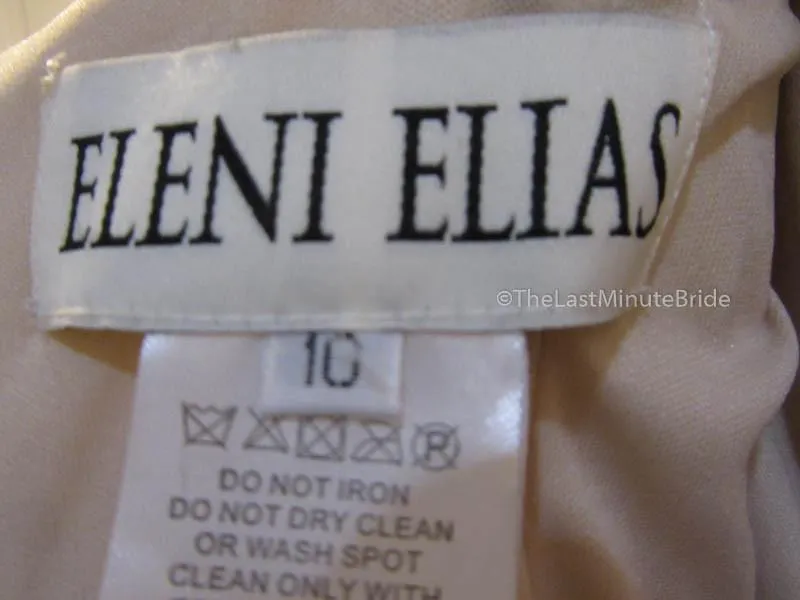 ELENI ELIAS
©TheLastMinuteBride
10
R
DO NOT IRON
DO NOT DRY CLEAN
OR WASH SPOT
CLEAN ONLY WITH